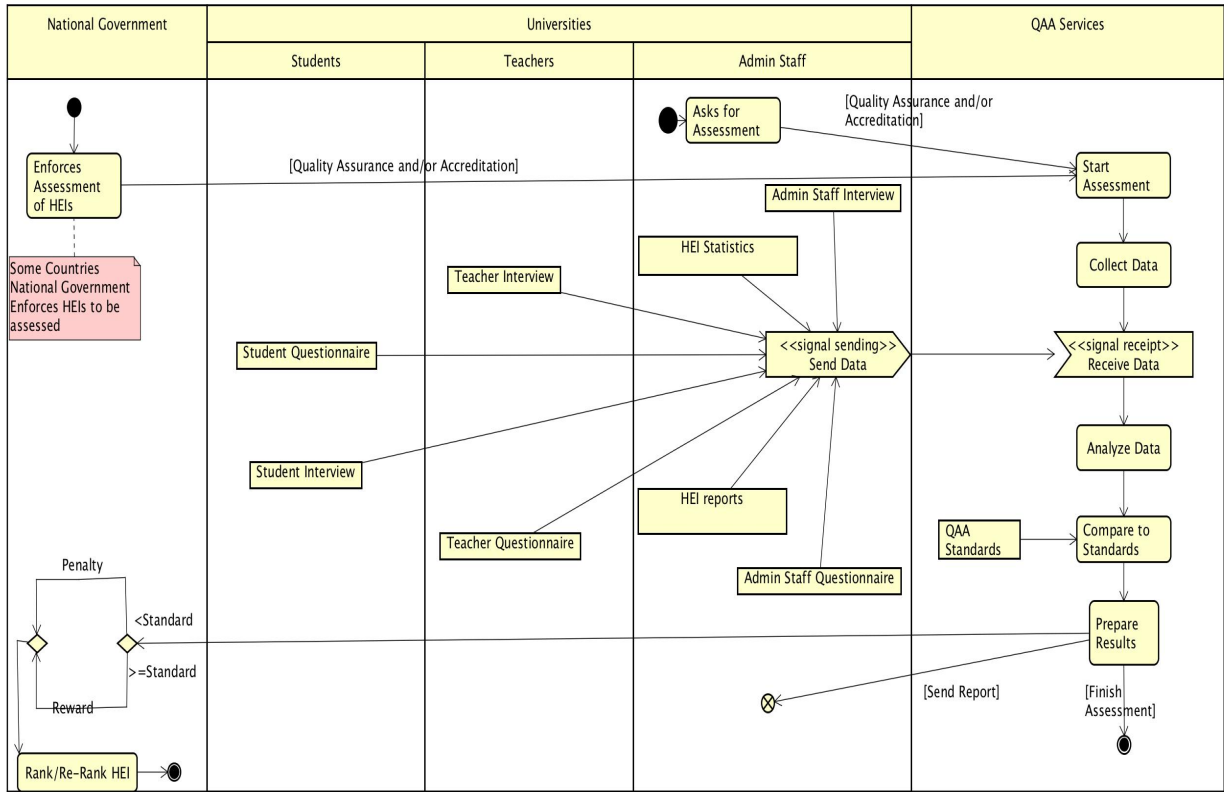 National Government
Universities
QAA Services
Students
Teachers
Admin Staff
Asks for
Assessment
[Quality Assurance and/or
Accreditation]
Enforces
Assessment
of HEIs
[Quality Assurance and/or Accreditation]
Start
Assessment
Admin Staff Interview
HEI Statistics
Collect Data
Some Countries
National Government
Enforces HEIs to be
assessed
Teacher Interview
<<signal sending>>
Send Data
<<signal receipt>>
Receive Data
Student Questionnaire
Analyze Data
Student Interview
HEI reports
QAA
Standards
Compare to
Standards
Teacher Questionnaire
Admin Staff Questionnaire
Penalty
<Standard
Prepare
Results
>=Standard
Reward
[Send Report]
[Finish
Assessment]
Rank/Re-Rank HEI